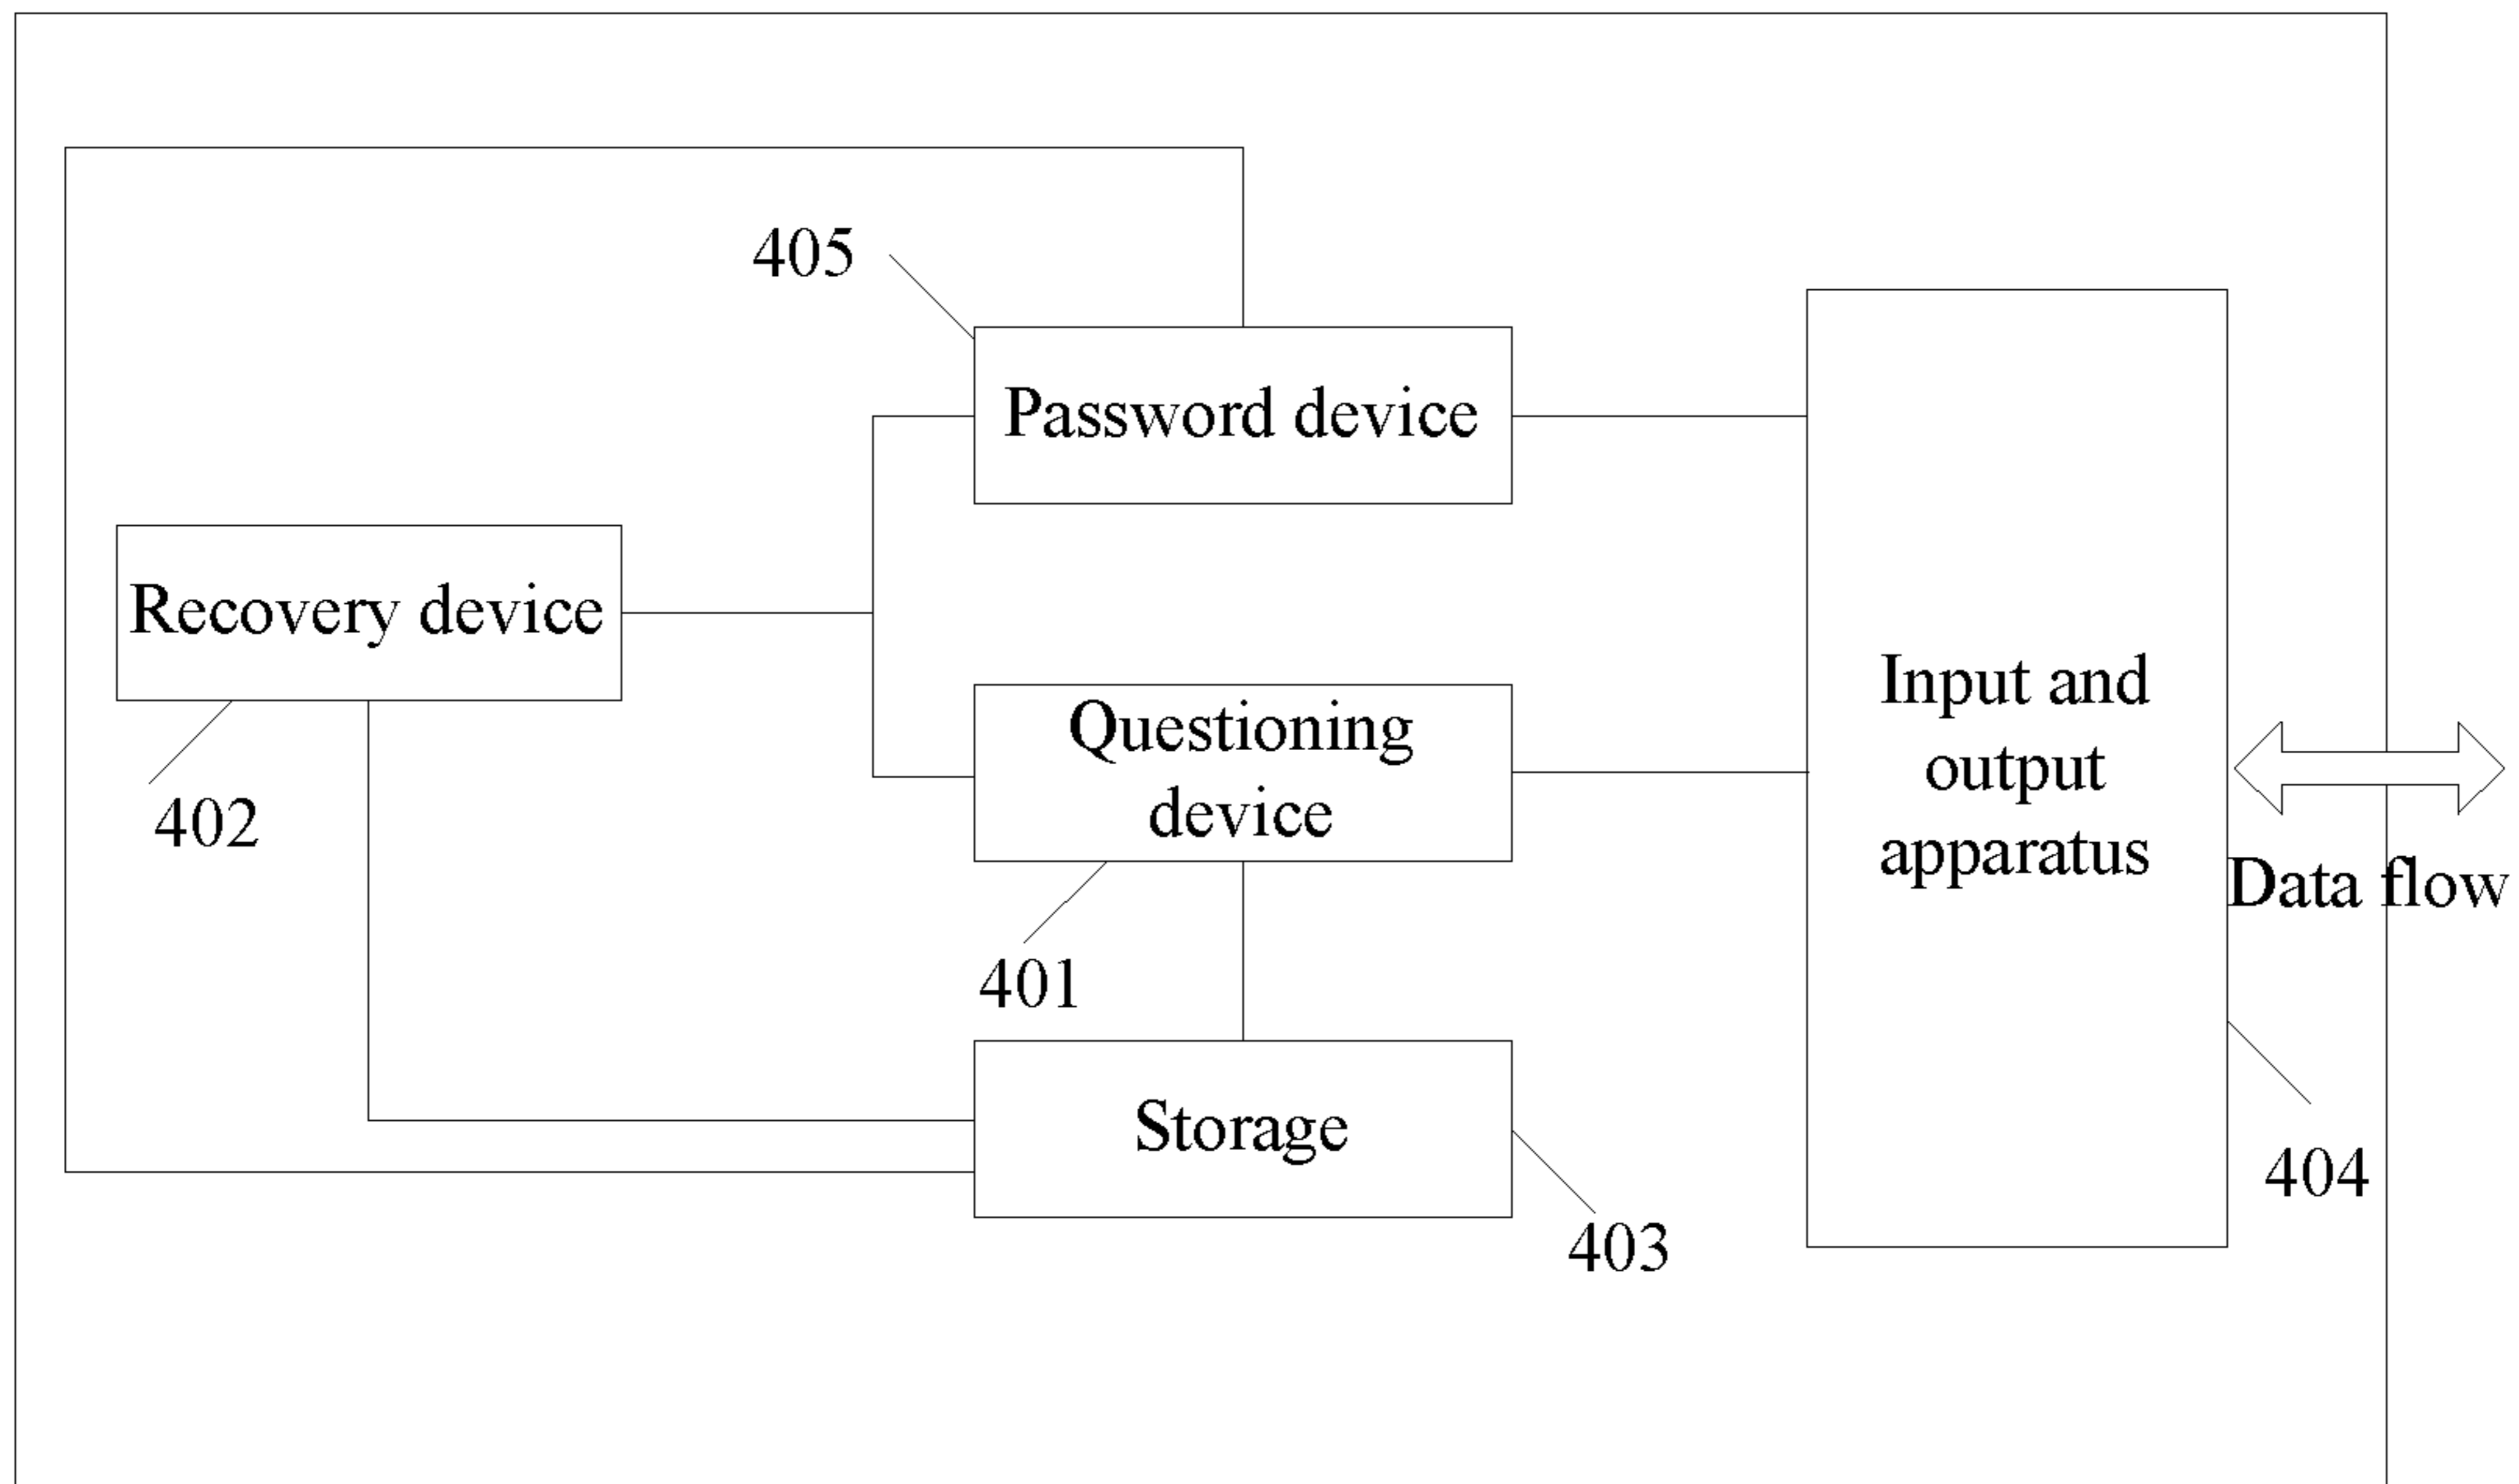 405
Password device
Recovery device
402
Questioning
device
401
Storage
403
Input and
output
apparatus
Data flow
404